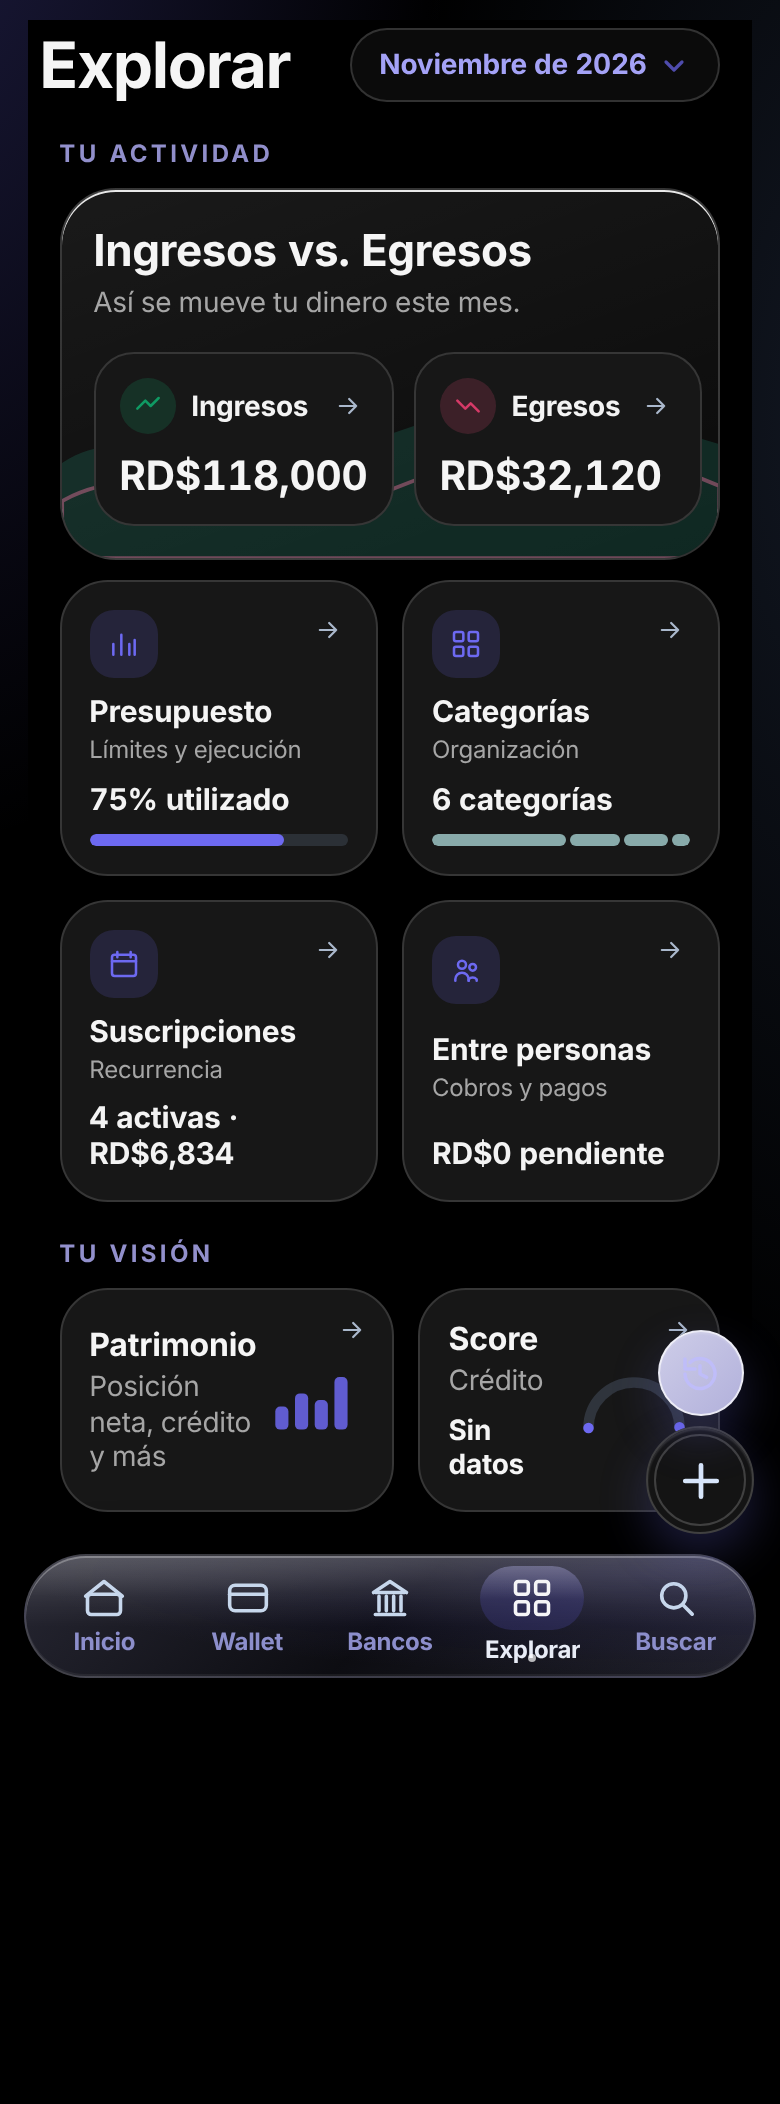 Explorar
Noviembre de 2026
TU ACTIVIDAD
Ingresos vs. Egresos
Así se mueve tu dinero este mes.
Ingresos
RD$118,000
Egresos
RD$32,120
Presupuesto
Límites y ejecución
75% utilizado
Categorías
Organización
6 categorías
Suscripciones
Recurrencia
4 activas ·
RD$6,834
Entre personas
Cobros y pagos
RD$0 pendiente
TU VISIÓN
Patrimonio
Posición
neta, crédito
y más
Score
Crédito
Sin
datos
Inicio
Wallet
Bancos
Explorar
Buscar